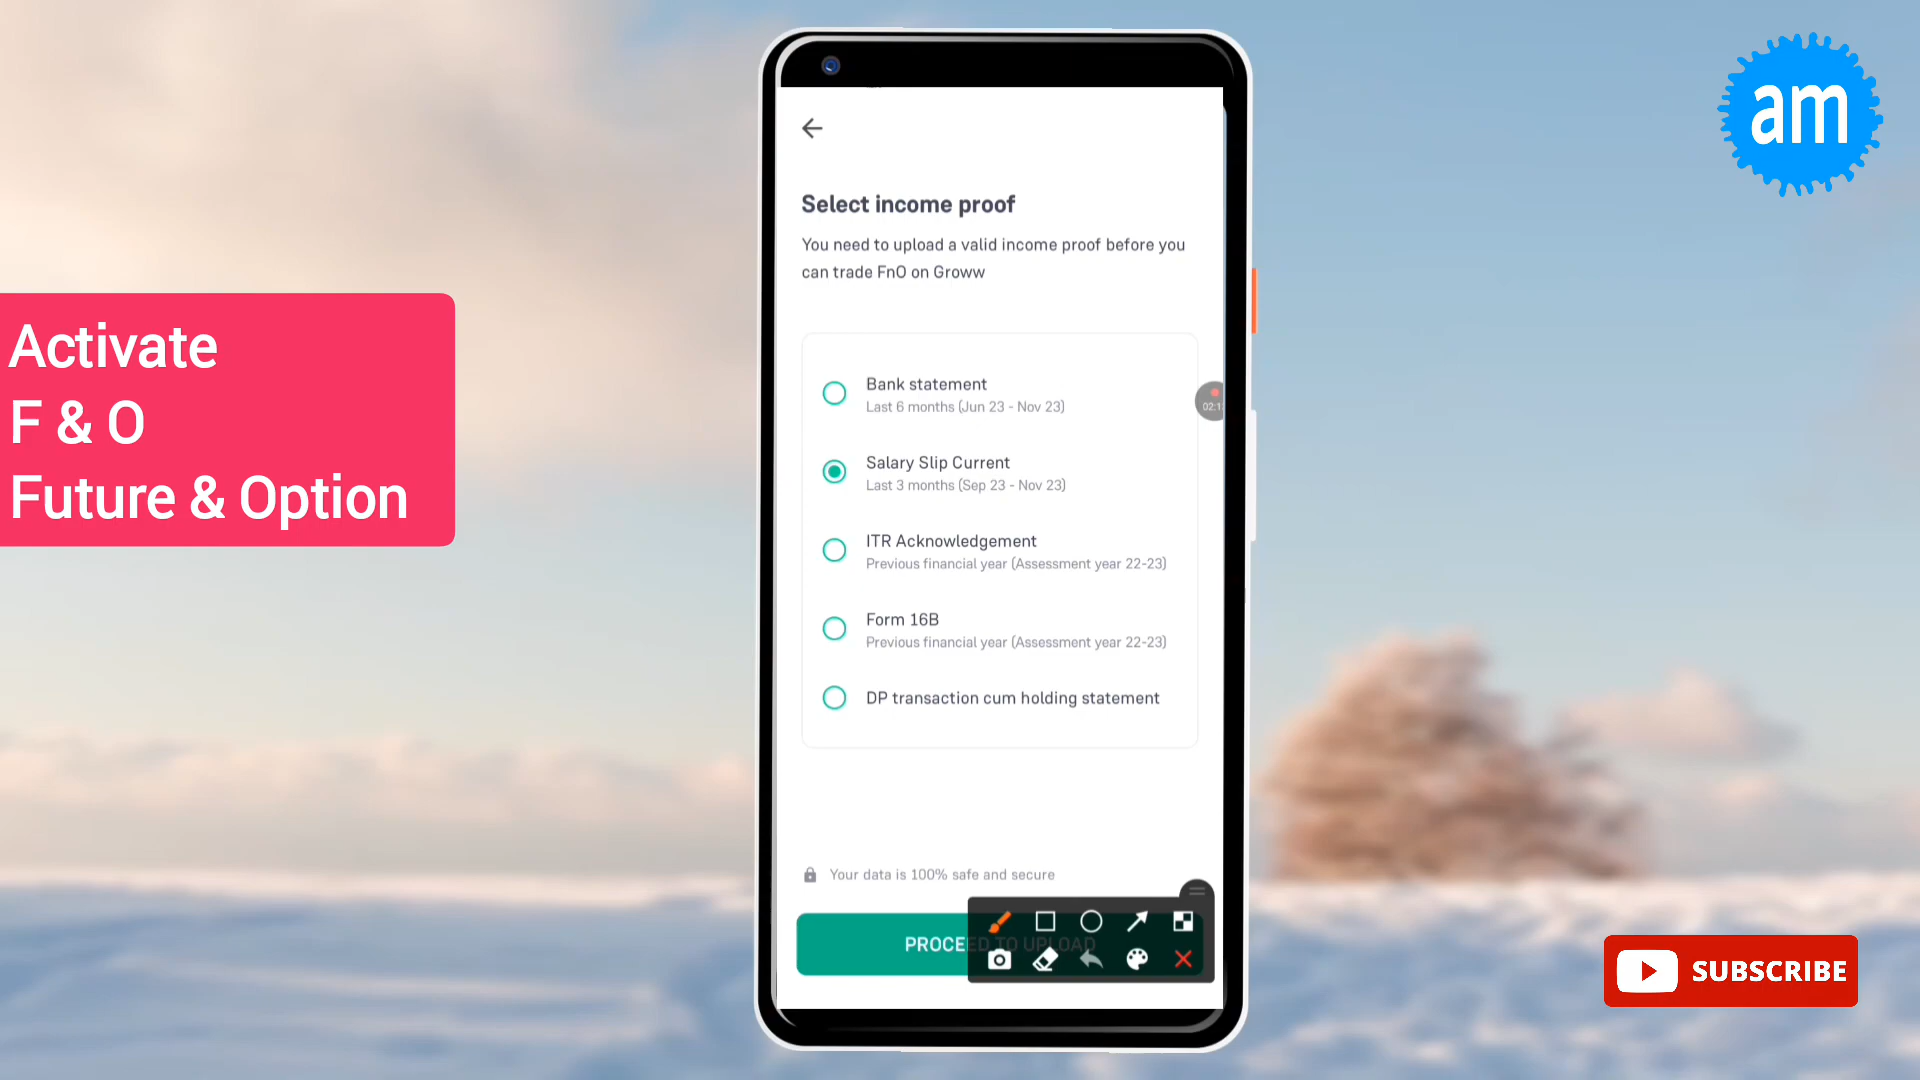 am
Activate
F & O
Future & Option
Select income proof
You need to upload a valid income proof before you
can trade FnO on Groww
Bank statement
Last 6 months (Jun 23 - Nov 23)
02:1
Salary Slip Current
Last 3 months (Sep 23 - Nov 23)
ITR Acknowledgement
Previous financial year (Assessment year 22-23)
Form 16B
Previous financial year (Assessment year 22-23)
DP transaction cum holding statement
Your data is 100% safe and secure
PROCEED TO UPLOAD
SUBSCRIBE